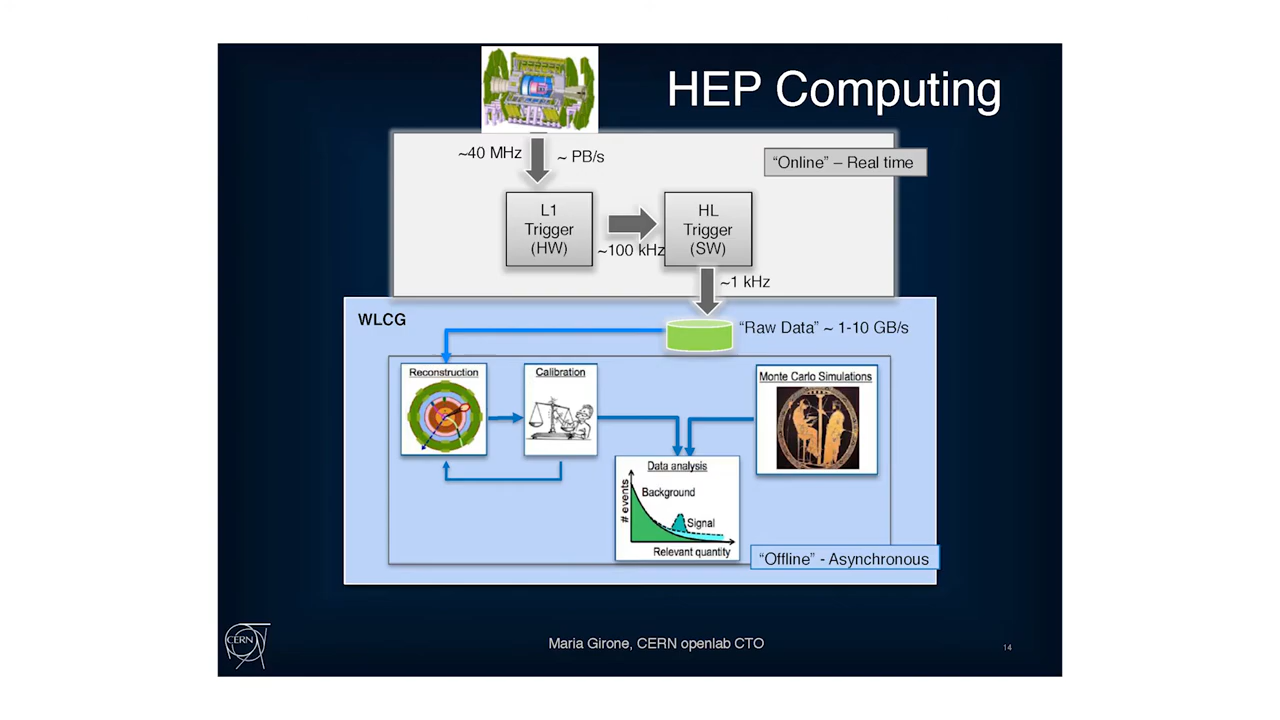 HEP Computing
~40 MHz
~ PB/s
“Online” – Real time
L1
Trigger
(HW)
~100 kHz
HL
Trigger
(SW)
~1 kHz
WLCG
“Raw Data” ~ 1-10 GB/s
Reconstruction
Calibration
Monte Carlo Simulations
Data analysis
# events
Background
Signal
Relevant quantity
“Offline” - Asynchronous
CERN
Maria Girone, CERN openlab CTO
14